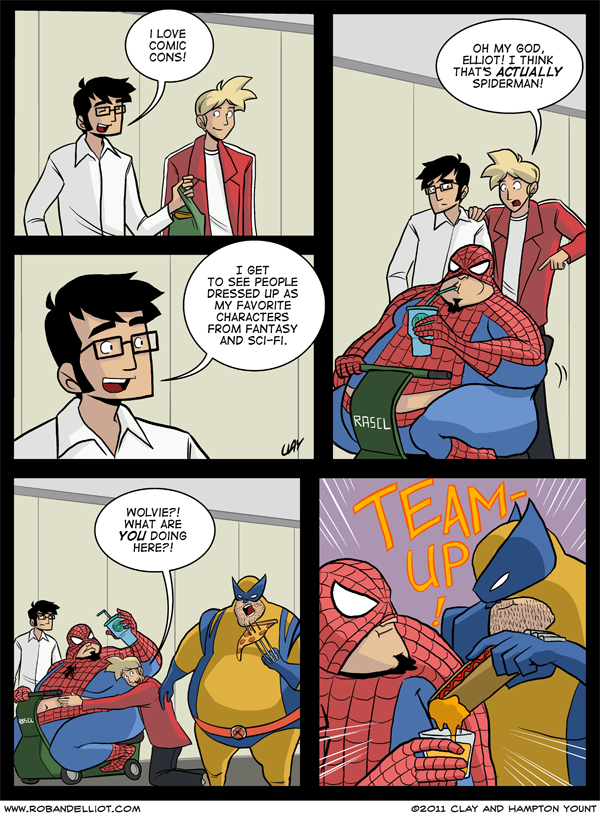 I LOVE
COMIC
CONS!
I GET
TO SEE PEOPLE
DRESSED UP AS
MY FAVORITE
CHARACTERS
FROM FANTASY
AND SCI-FI.
CLAY
OH MY GOD,
ELLIOT! I THINK
THAT'S ACTUALLY
SPIDERMAN!
RASCL
WOLVIE?!
WHAT ARE
YOU DOING
HERE?!
RASCL
X
TEAM-
UP
!
WWW.ROBANDELLIOT.COM
©2011 CLAY AND HAMPTON YOUNT